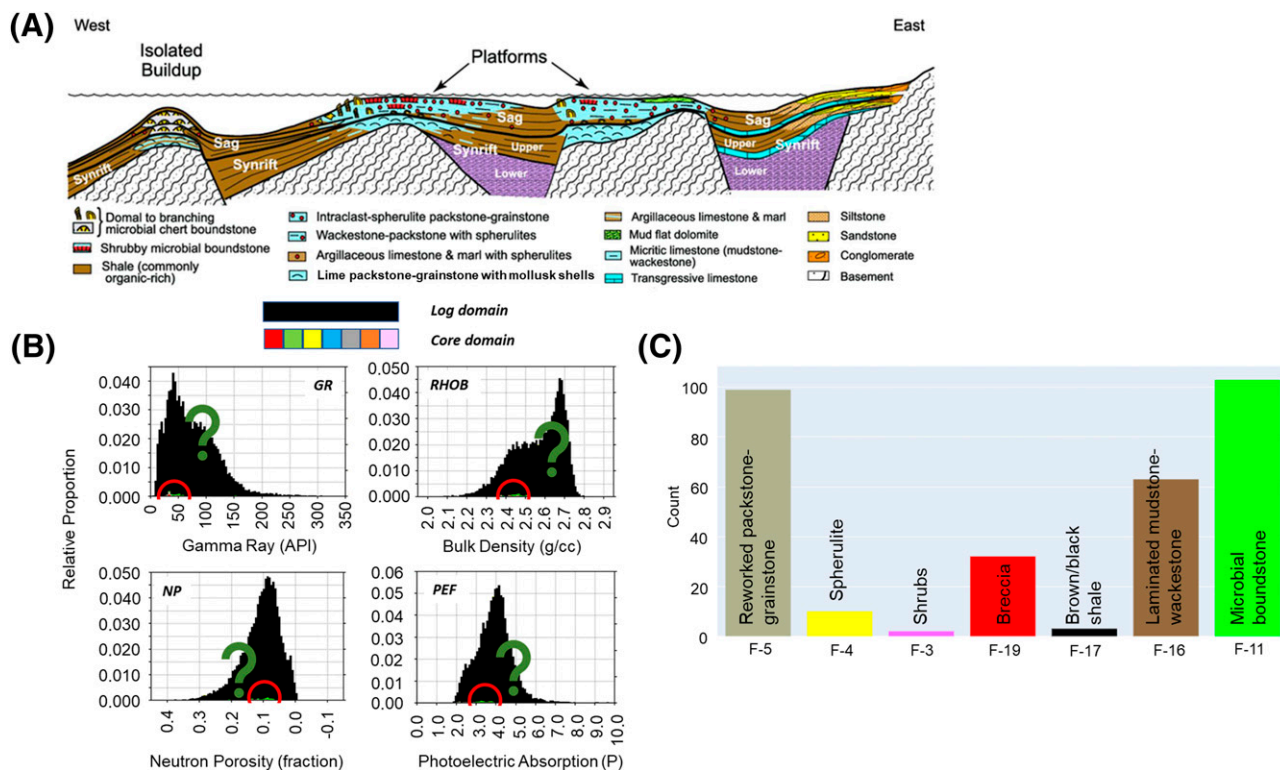 (A)
West
East
Isolated
Buildup
Platforms
Sag
Synrift
Synrift
Sag
Synrift
Upper
Lower
Sag
Upper
Synrift
Lower
Domal to branching
microbial chert boundstone
Shrubby microbial boundstone
Shale (commonly
organic-rich)
Intraclast-spherulite packstone-grainstone
Wackestone-packstone with spherulites
Argillaceous limestone & marl with spherulites
Lime packstone-grainstone with mollusk shells
Argillaceous limestone & marl
Mud flat dolomite
Micritic limestone (mudstone-
wackestone)
Transgressive limestone
Siltstone
Sandstone
Conglomerate
Basement
Log domain
Core domain
(B)
Relative Proportion
GR
?
0.040
0.030
0.020
0.010
0.000
0
50
100
150
200
250
300
350
Gamma Ray (API)
RHOB
?
0.050
0.040
0.030
0.020
0.010
0.000
2.0
2.1
2.2
2.3
2.4
2.5
2.6
2.7
2.8
2.9
Bulk Density (g/cc)
NP
?
0.050
0.040
0.030
0.020
0.010
0.000
0.4
0.3
0.2
0.1
0.0
-0.1
Neutron Porosity (fraction)
PEF
?
0.06
0.05
0.04
0.03
0.02
0.01
0.00
0.0
1.0
2.0
3.0
4.0
5.0
6.0
7.0
8.0
9.0
10.0
Photoelectric Absorption (P)
(C)
Count
100
80
60
40
20
0
Reworked packstone-
grainstone
Spherulite
Shrubs
Breccia
Brown/black
shale
Laminated mudstone-
wackestone
Microbial
boundstone
F-5
F-4
F-3
F-19
F-17
F-16
F-11